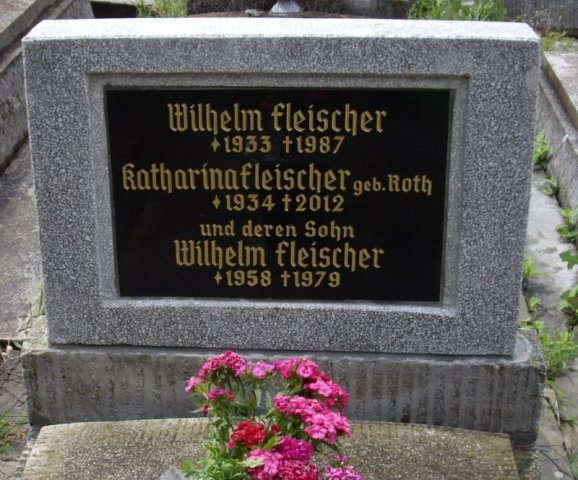 Wilhelm Fleischer
*1933 †1987
Katharina Fleischer geb. Roth
*1934 †2012
und deren Sohn
Wilhelm Fleischer
*1958 †1979